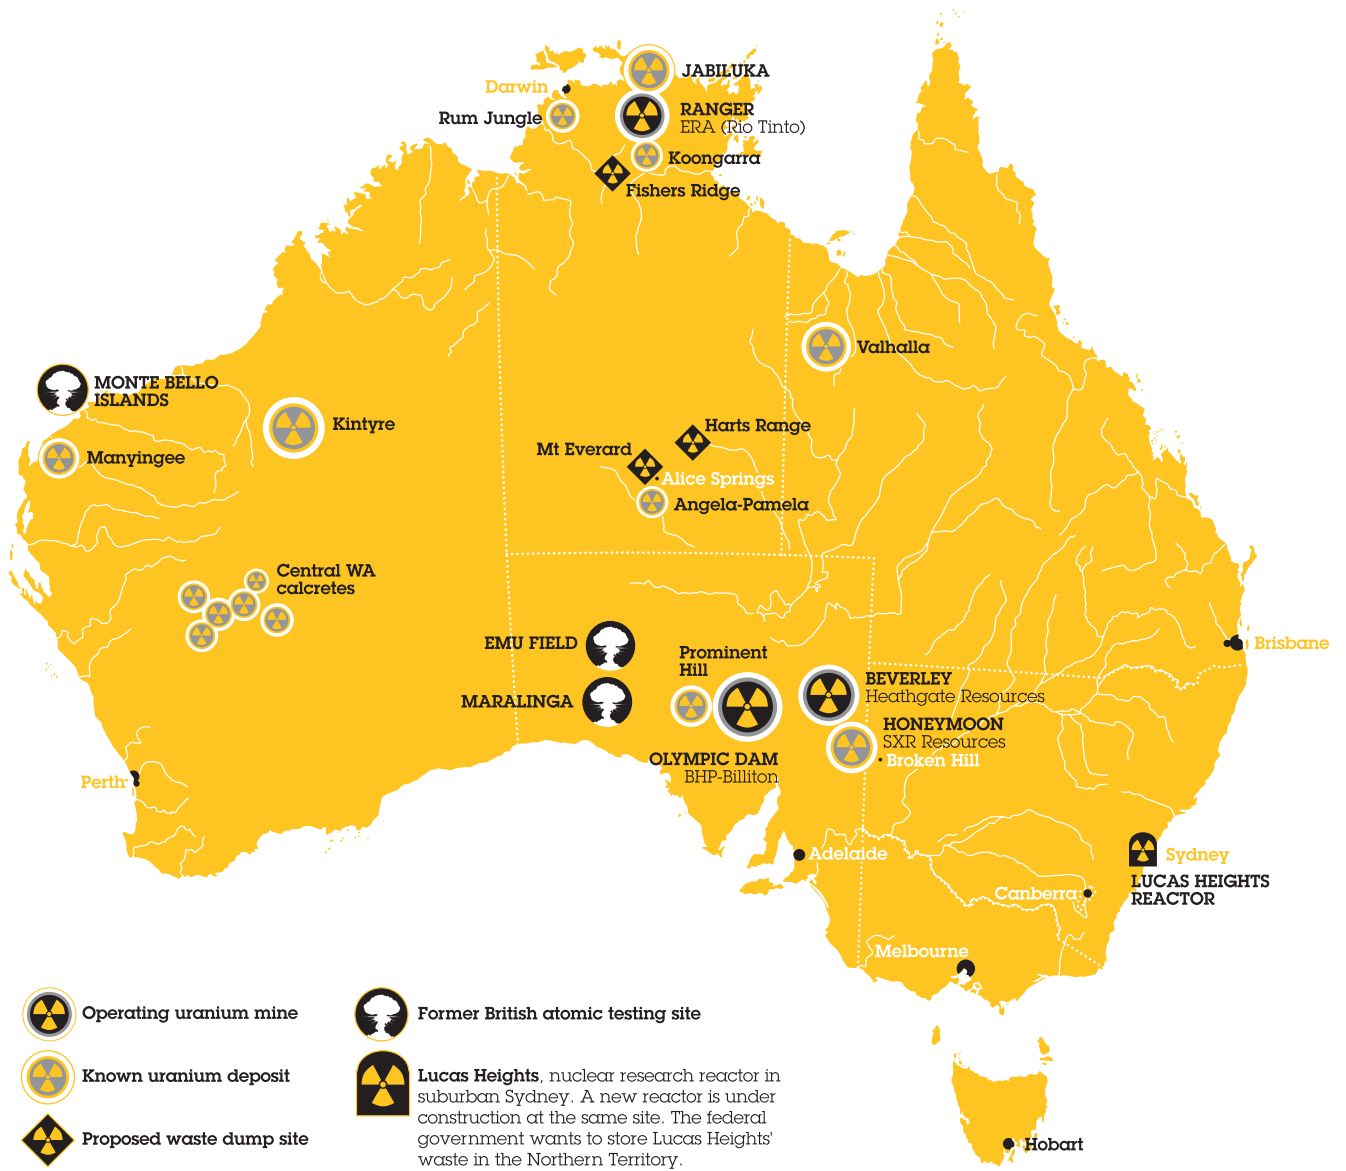 JABILUKA
Darwin
RANGER
ERA (Rio Tinto)
Rum Jungle
Koongarra
Fishers Ridge
Valhalla
MONTE BELLO
ISLANDS
Kintyre
Harts Range
Mt Everard
Manyingee
Alice Springs
Angela-Pamela
Central WA
calcretes
EMU FIELD
Brisbane
Prominent
Hill
BEVERLEY
Heathgate Resources
MARALINGA
HONEYMOON
SXR Resources
OLYMPIC DAM
BHP-Billiton
Broken Hill
Perth
Adelaide
Sydney
LUCAS HEIGHTS
REACTOR
Canberra
Melbourne
Operating uranium mine
Former British atomic testing site
Known uranium deposit
Lucas Heights, nuclear research reactor in
suburban Sydney. A new reactor is under
construction at the same site. The federal
government wants to store Lucas Heights'
waste in the Northern Territory.
Proposed waste dump site
Hobart